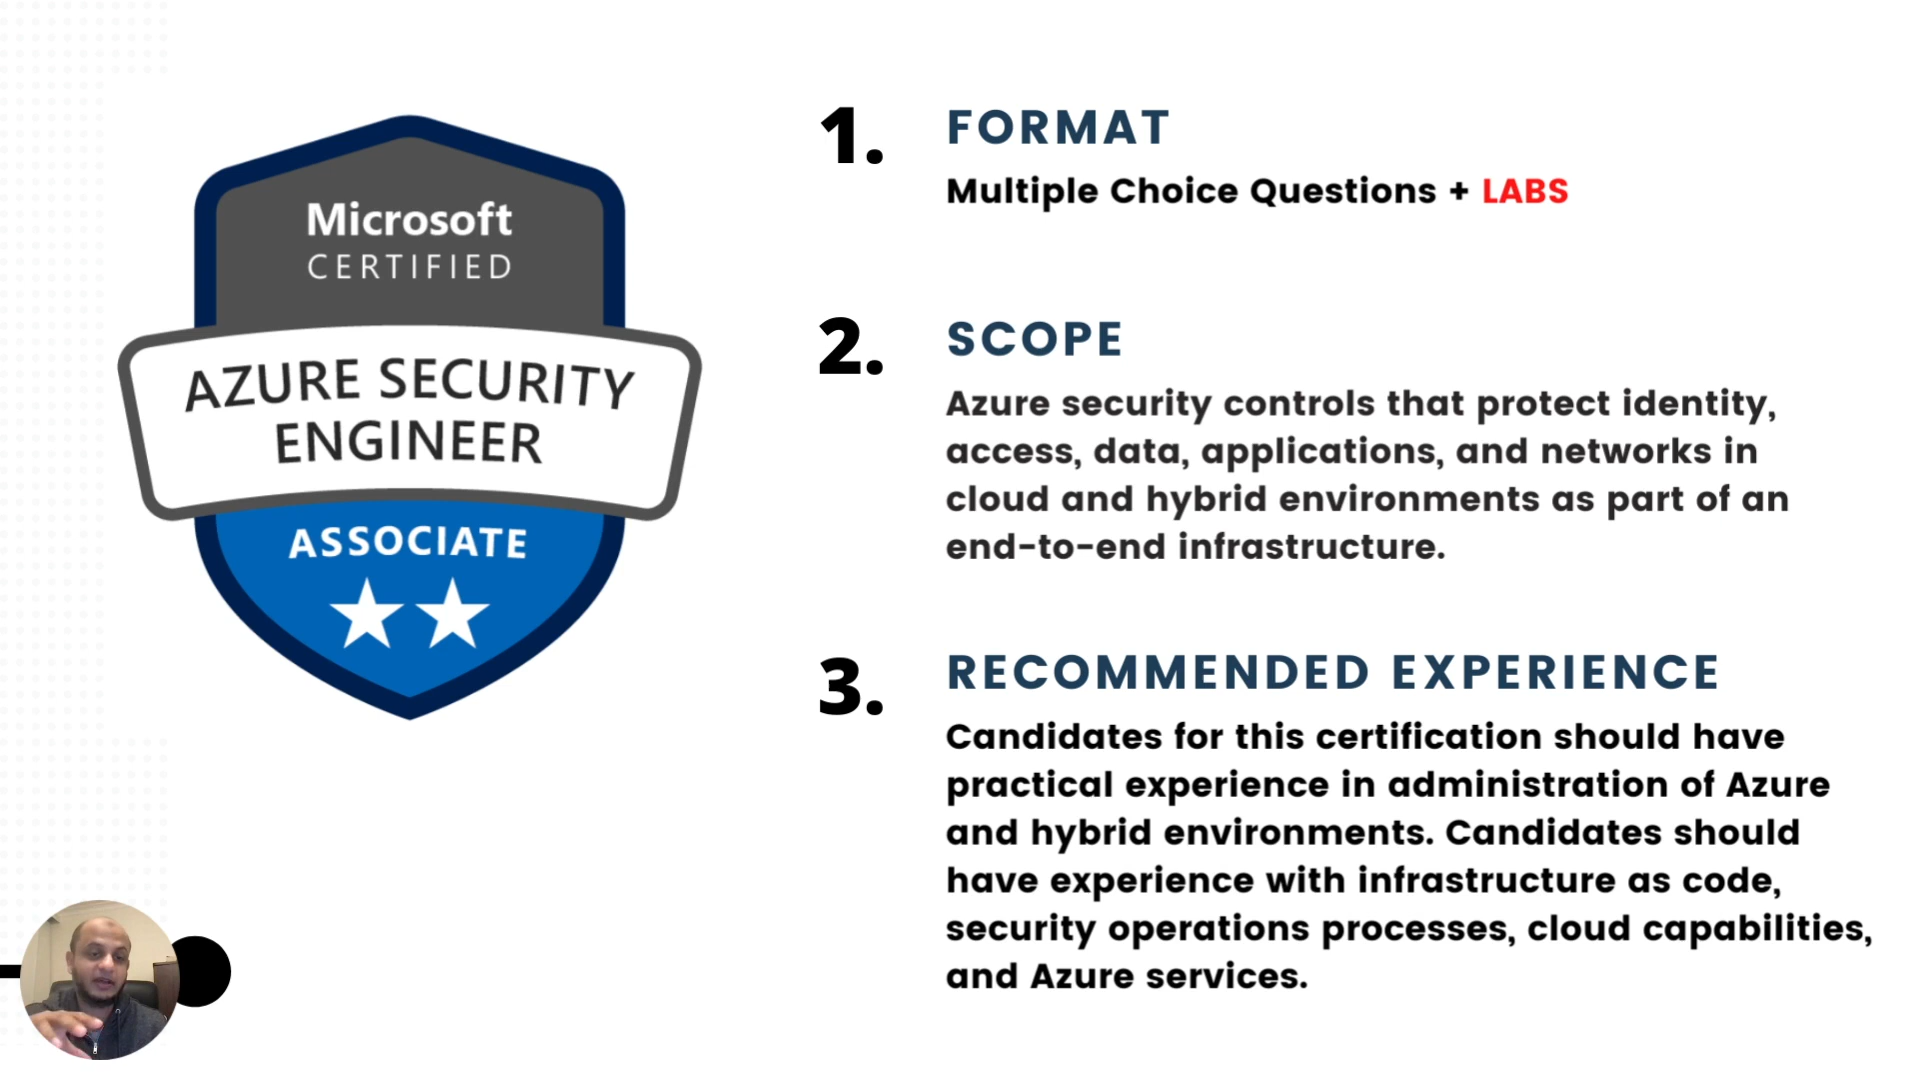 Microsoft
CERTIFIED
AZURE SECURITY
ENGINEER
ASSOCIATE
1.
FORMAT
Multiple Choice Questions + LABS
2.
SCOPE
Azure security controls that protect identity,
access, data, applications, and networks in
cloud and hybrid environments as part of an
end-to-end infrastructure.
3.
RECOMMENDED EXPERIENCE
Candidates for this certification should have
practical experience in administration of Azure
and hybrid environments. Candidates should
have experience with infrastructure as code,
security operations processes, cloud capabilities,
and Azure services.